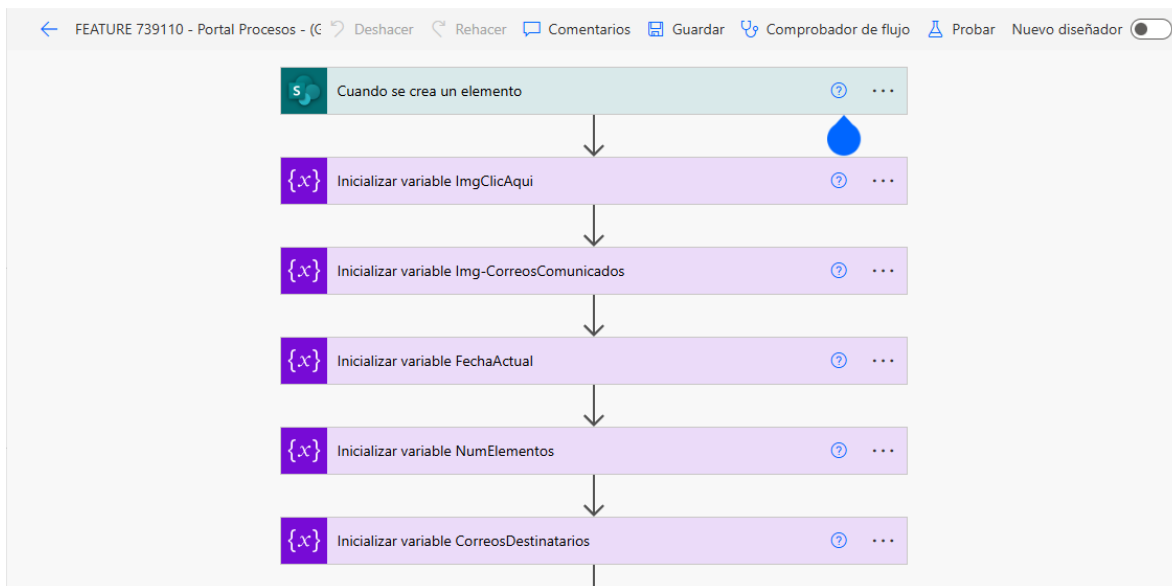 FEATURE 739110 - Portal Procesos - (G Deshacer Rehacer Comentarios Guardar Comprobador de flujo Probar Nuevo diseñador
Cuando se crea un elemento
{x} Inicializar variable ImgClicAqui
{x} Inicializar variable Img-CorreosComunicados
{x} Inicializar variable FechaActual
{x} Inicializar variable NumElementos
{x} Inicializar variable CorreosDestinatarios